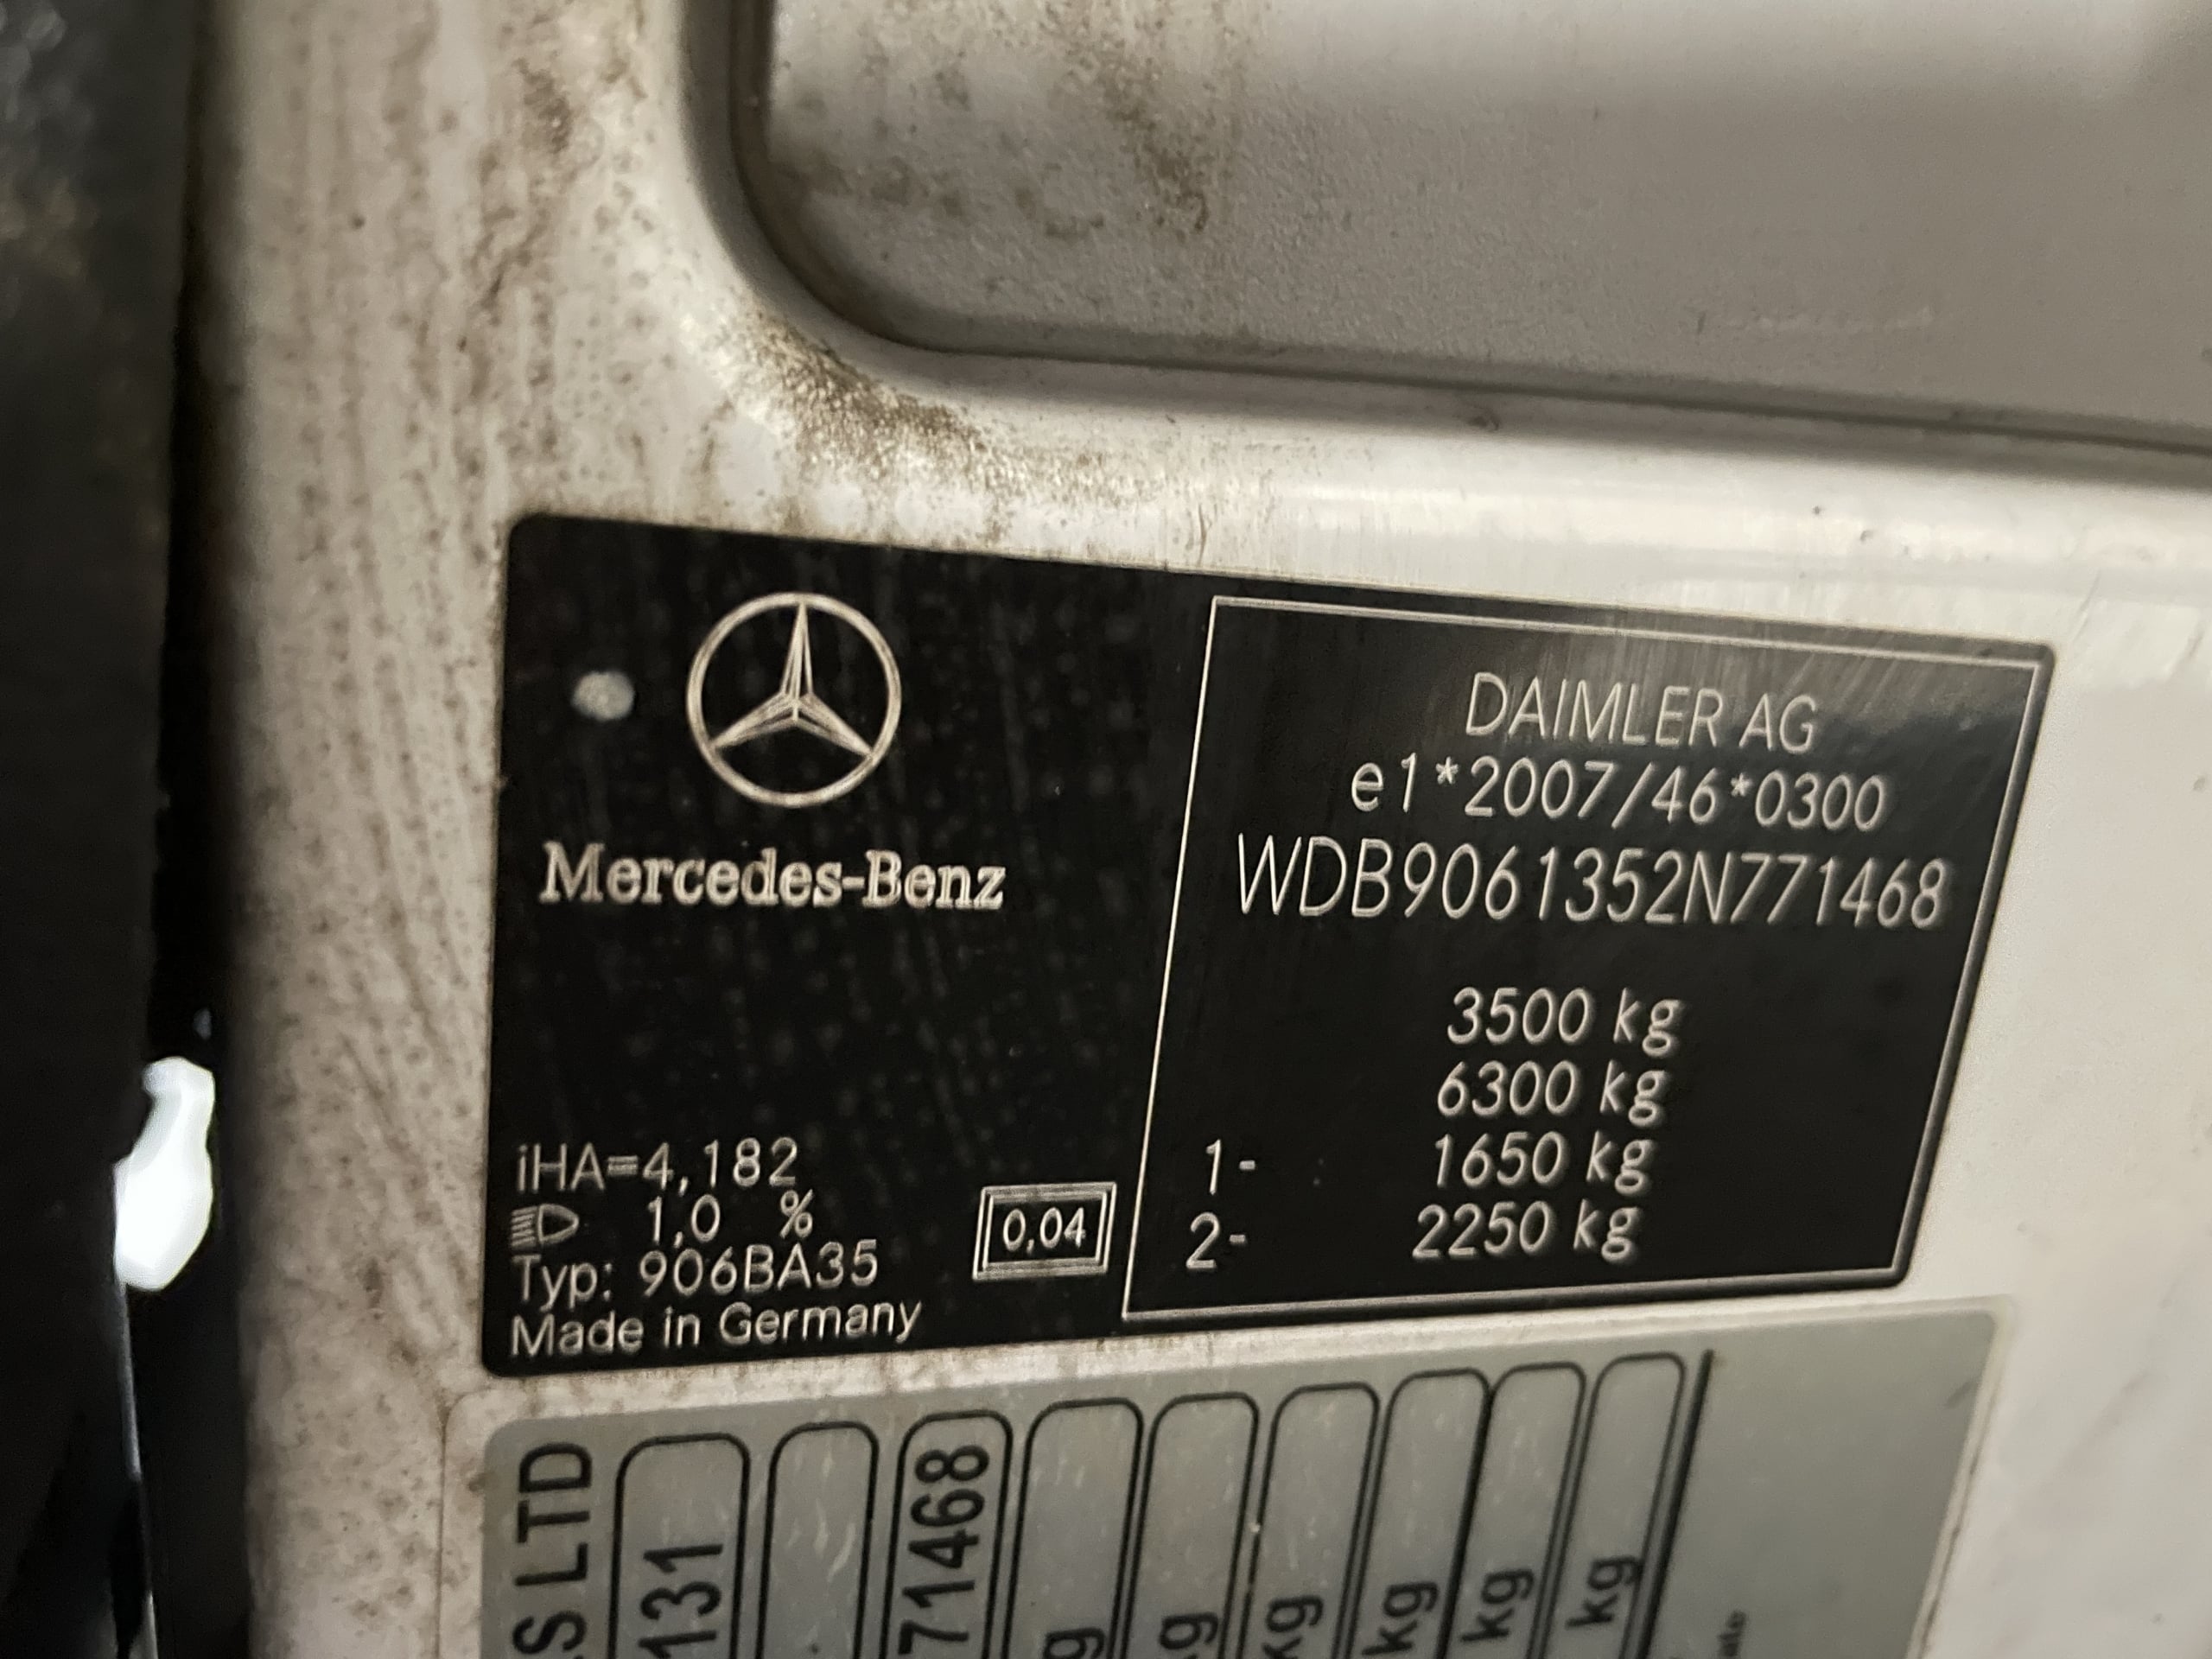 Mercedes-Benz
iHA=4,182
1,0 %
Typ: 906BA35
Made in Germany
0,04
DAIMLER AG
e1*2007/46*0300
WDB9061352N771468
3500 kg
6300 kg
1- 1650 kg
2- 2250 kg
S LTD
131
71468
kg
kg
kg
kg